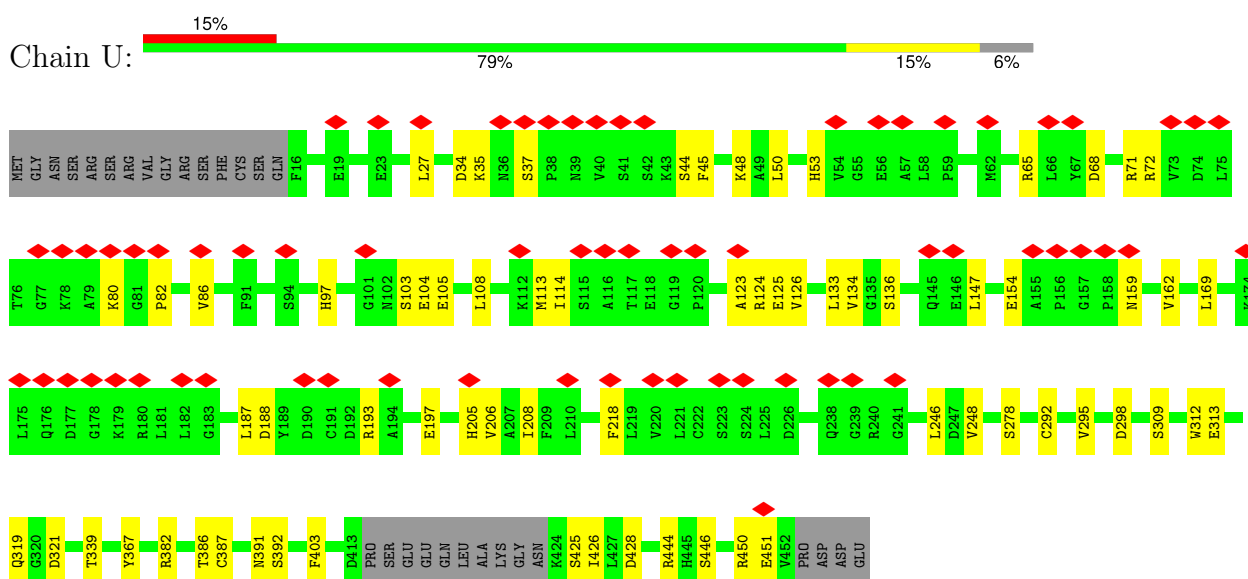 15%
Chain U:
79%
15%
6%
MET GLY ASN SER ARG SER ARG VAL GLY ARG SER PHE CYS SER GLN F16 E19 E23 L27 D34 K35 N36 S37 P38 N39 V40 S41 S42 K43 S44 F45 K48 A49 L50 H53 V54 G55 E56 A57 L58 P59 M62 R65 L66 Y67 D68 R71 R72 V73 D74 L75
T76 G77 K78 A79 K80 G81 P82 V86 F91 S94 H97 G101 N102 S103 E104 E105 L108 K112 M113 I114 S115 A116 T117 E118 G119 P120 A123 R124 E125 V126 L133 V134 G135 S136 Q145 E146 L147 E154 A155 P156 G157 P158 N159 V162 L169 K174
L175 Q176 D177 G178 K179 R180 L181 L182 G183 L187 D188 Y189 D190 C191 D192 R193 A194 E197 H205 V206 A207 I208 F209 L210 F218 L219 V220 L221 C222 S223 S224 L225 D226 Q238 G239 R240 G241 L246 D247 V248 S278 C292 V295 D298 S309 W312 E313
Q319 G320 D321 T339 Y367 R382 T386 C387 N391 S392 F403 D413 PRO SER GLU GLU GLN LEU ALA LYS GLY ASN K424 S425 I426 L427 D428 R444 H445 S446 R450 E451 V452 PRO ASP ASP GLU